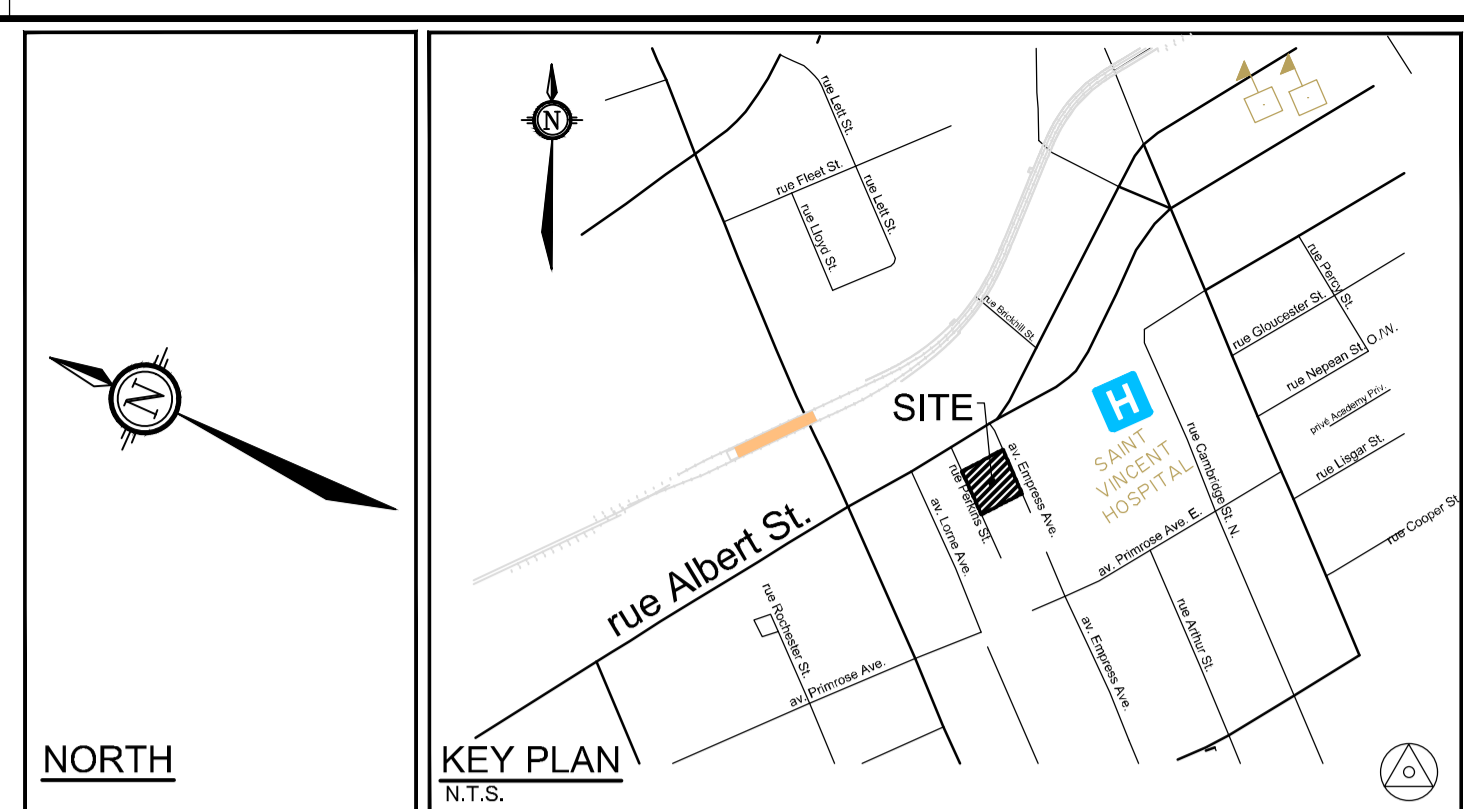 N
NORTH
N
rue Lett St.
rue Fleet St.
rue Lett St.
rue Lloyd St.
rue Brickhill St.
rue Percy St.
rue Gloucester St.
rue Nepean St. O./W.
privé Academy Priv.
rue Lisgar St.
rue Cooper St
SITE
H
SAINT
VINCENT
HOSPITAL
rue Cambridge St. N.
av. Empress Ave.
rue Perkins St.
av. Lorne Ave.
av. Primrose Ave. E.
rue Albert St.
rue Rochester St.
av. Primrose Ave.
av. Empress Ave.
rue Arthur St.
KEY PLAN
N.T.S.